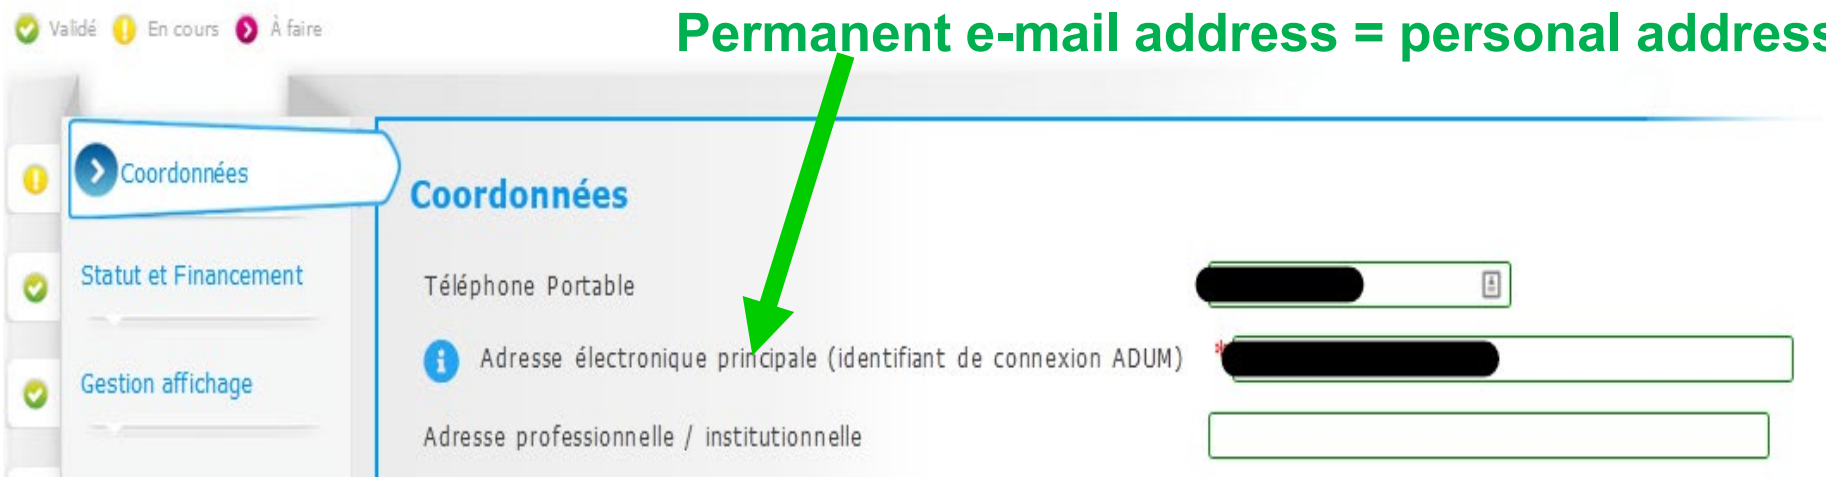 Validé En cours À faire
Permanent e-mail address = personal address
Coordonnées
Statut et Financement
Gestion affichage
Coordonnées
Téléphone Portable
Adresse électronique principale (identifiant de connexion ADUM)
Adresse professionnelle / institutionnelle